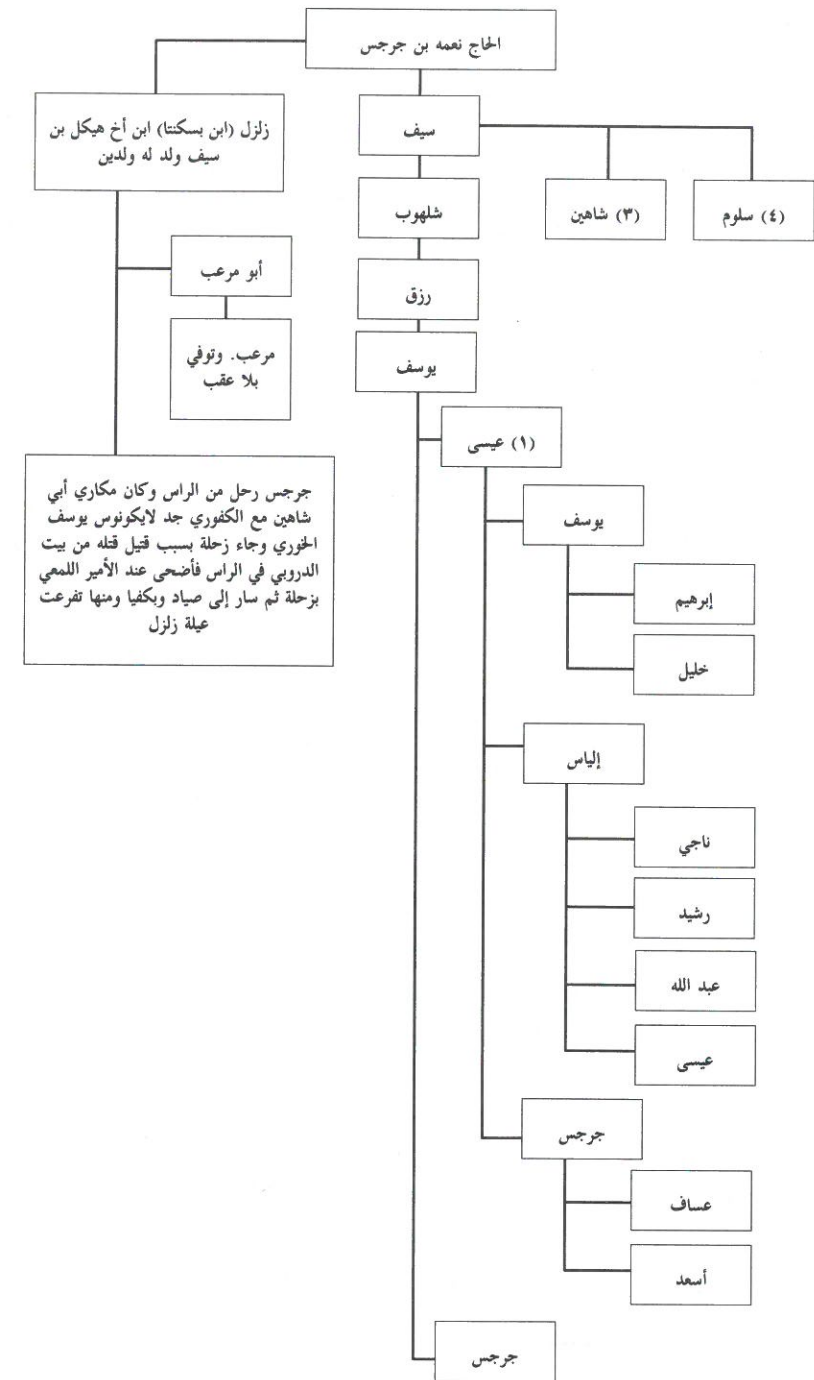 الحاج نعمه بن جرجس
زلزل (ابن بسكنتا) ابن أخ هيكل بن
سيف ولد له ولدين
سيف
(٣) شاهين
(٤) سلوم
شلهوب
أبو مرعب
رزق
مرعب. وتوفي
بلا عقب
يوسف
(١) عيسى
جرجس رحل من الراس وكان مكاري أبي
شاهين مع الكفوري جد لايكونوس يوسف
الخوري وجاء زحلة بسبب قتيل قتله من بيت
الدروبي في الراس فأضحى عند الأمير اللمعي
بزحلة ثم سار إلى صياد وبكفيا ومنها تفرعت
عيلة زلزل
يوسف
إبرهيم
خليل
إلياس
ناجي
رشيد
عبد الله
عيسى
جرجس
عساف
أسعد
جرجس